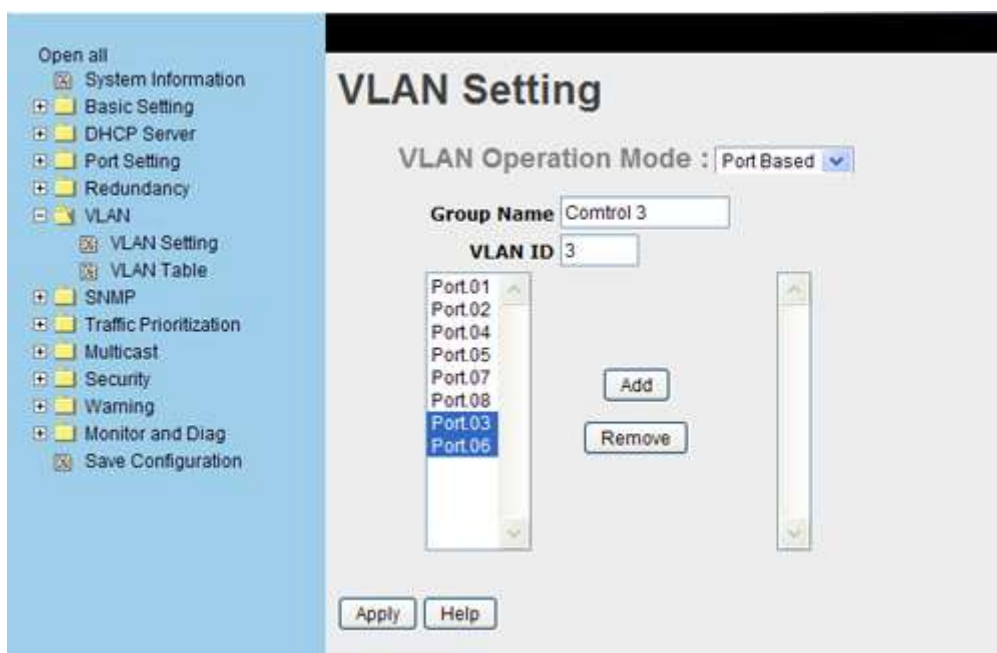 Open all
System Information
Basic Setting
DHCP Server
Port Setting
Redundancy
VLAN
VLAN Setting
VLAN Table
SNMP
Traffic Prioritization
Multicast
Security
Warning
Monitor and Diag
Save Configuration
VLAN Setting
VLAN Operation Mode : Port Based
Group Name Comtrol 3
VLAN ID 3
Port.01
Port.02
Port.04
Port.05
Port.07
Port.08
Port.03
Port.06
Add
Remove
Apply Help